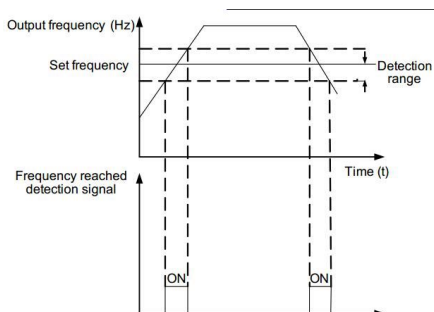 Output frequency (Hz)
Set frequency
Detection
range
Time (t)
Frequency reached
detection signal
ON
ON